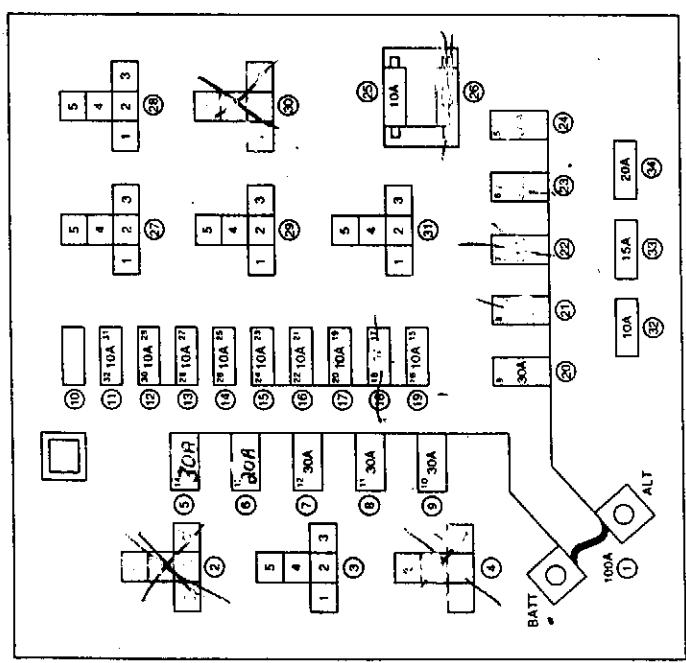 5 4 3 2 1 28
30
25 10A 26
24
5 4 3 2 1 27
5 4 3 2 1 29
5 4 3 2 1 31
23
22
21
20A 34
15A 33
10A 32
10
11 32 10A 31
12 30 10A 29
13 28 10A 27
14 26 10A 25
15 24 10A 23
16 22 10A 21
17 20 10A 19
18
19 16 10A 15
9 30A 20
5 14 30A
6 20A
7 12 30A
8 11 30A
9 10 30A
2
5 4 3 2 1 3
4
BATT
100A 1
ALT